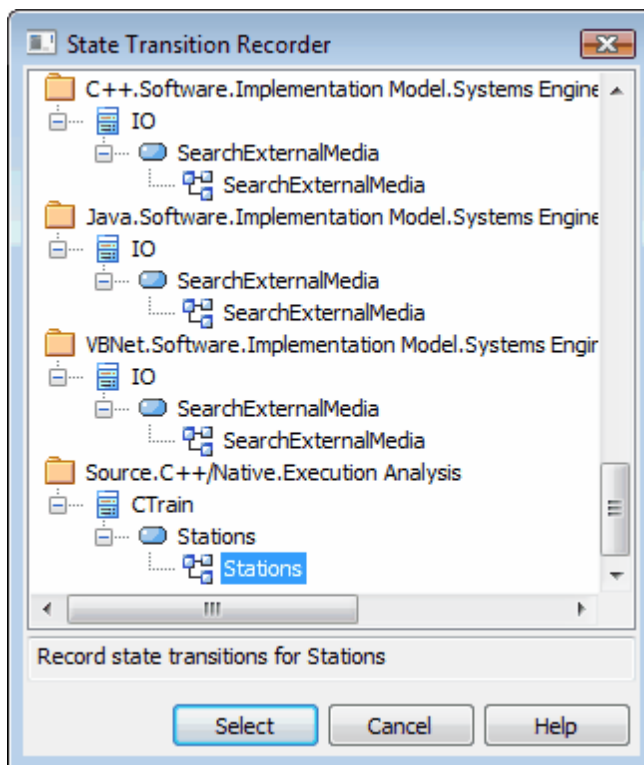 State Transition Recorder
C++.Software.Implementation Model.Systems Engine
IO
SearchExternalMedia
SearchExternalMedia
Java.Software.Implementation Model.Systems Engine
IO
SearchExternalMedia
SearchExternalMedia
VBNet.Software.Implementation Model.Systems Engir
IO
SearchExternalMedia
SearchExternalMedia
Source.C++/Native.Execution Analysis
CTrain
Stations
Stations
Record state transitions for Stations
Select Cancel Help